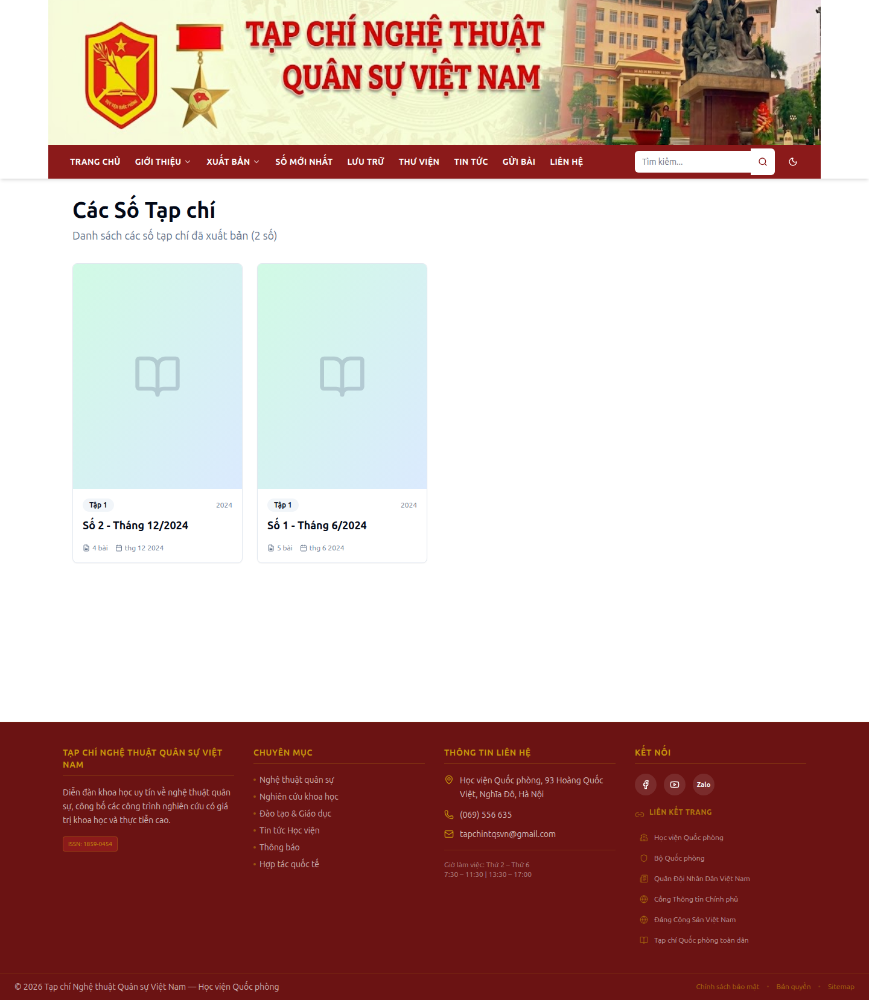 TẠP CHÍ NGHỆ THUẬT
QUÂN SỰ VIỆT NAM
HỌC VIỆN QUỐC PHÒNG
TRANG CHỦ
GIỚI THIỆU
XUẤT BẢN
SỐ MỚI NHẤT
LƯU TRỮ
THƯ VIỆN
TIN TỨC
GỬI BÀI
LIÊN HỆ
Tìm kiếm...
Các Số Tạp chí
Danh sách các số tạp chí đã xuất bản (2 số)
Tập 1
2024
Số 2 - Tháng 12/2024
4 bài
thg 12 2024
Tập 1
2024
Số 1 - Tháng 6/2024
5 bài
thg 6 2024
TẠP CHÍ NGHỆ THUẬT QUÂN SỰ VIỆT
NAM
Diễn đàn khoa học uy tín về nghệ thuật quân
sự, công bố các công trình nghiên cứu có giá
trị khoa học và thực tiễn cao.
ISSN: 1859-0454
CHUYÊN MỤC
Nghệ thuật quân sự
Nghiên cứu khoa học
Đào tạo & Giáo dục
Tin tức Học viện
Thông báo
Hợp tác quốc tế
THÔNG TIN LIÊN HỆ
Học viện Quốc phòng, 93 Hoàng Quốc
Việt, Nghĩa Đô, Hà Nội
(069) 556 635
tapchintqsvn@gmail.com
Giờ làm việc: Thứ 2 – Thứ 6
7:30 – 11:30 | 13:30 – 17:00
KẾT NỐI
Zalo
LIÊN KẾT TRANG
Học viện Quốc phòng
Bộ Quốc phòng
Quân Đội Nhân Dân Việt Nam
Cổng Thông tin Chính phủ
Đảng Cộng Sản Việt Nam
Tạp chí Quốc phòng toàn dân
© 2026 Tạp chí Nghệ thuật Quân sự Việt Nam — Học viện Quốc phòng
Chính sách bảo mật • Bản quyền • Sitemap